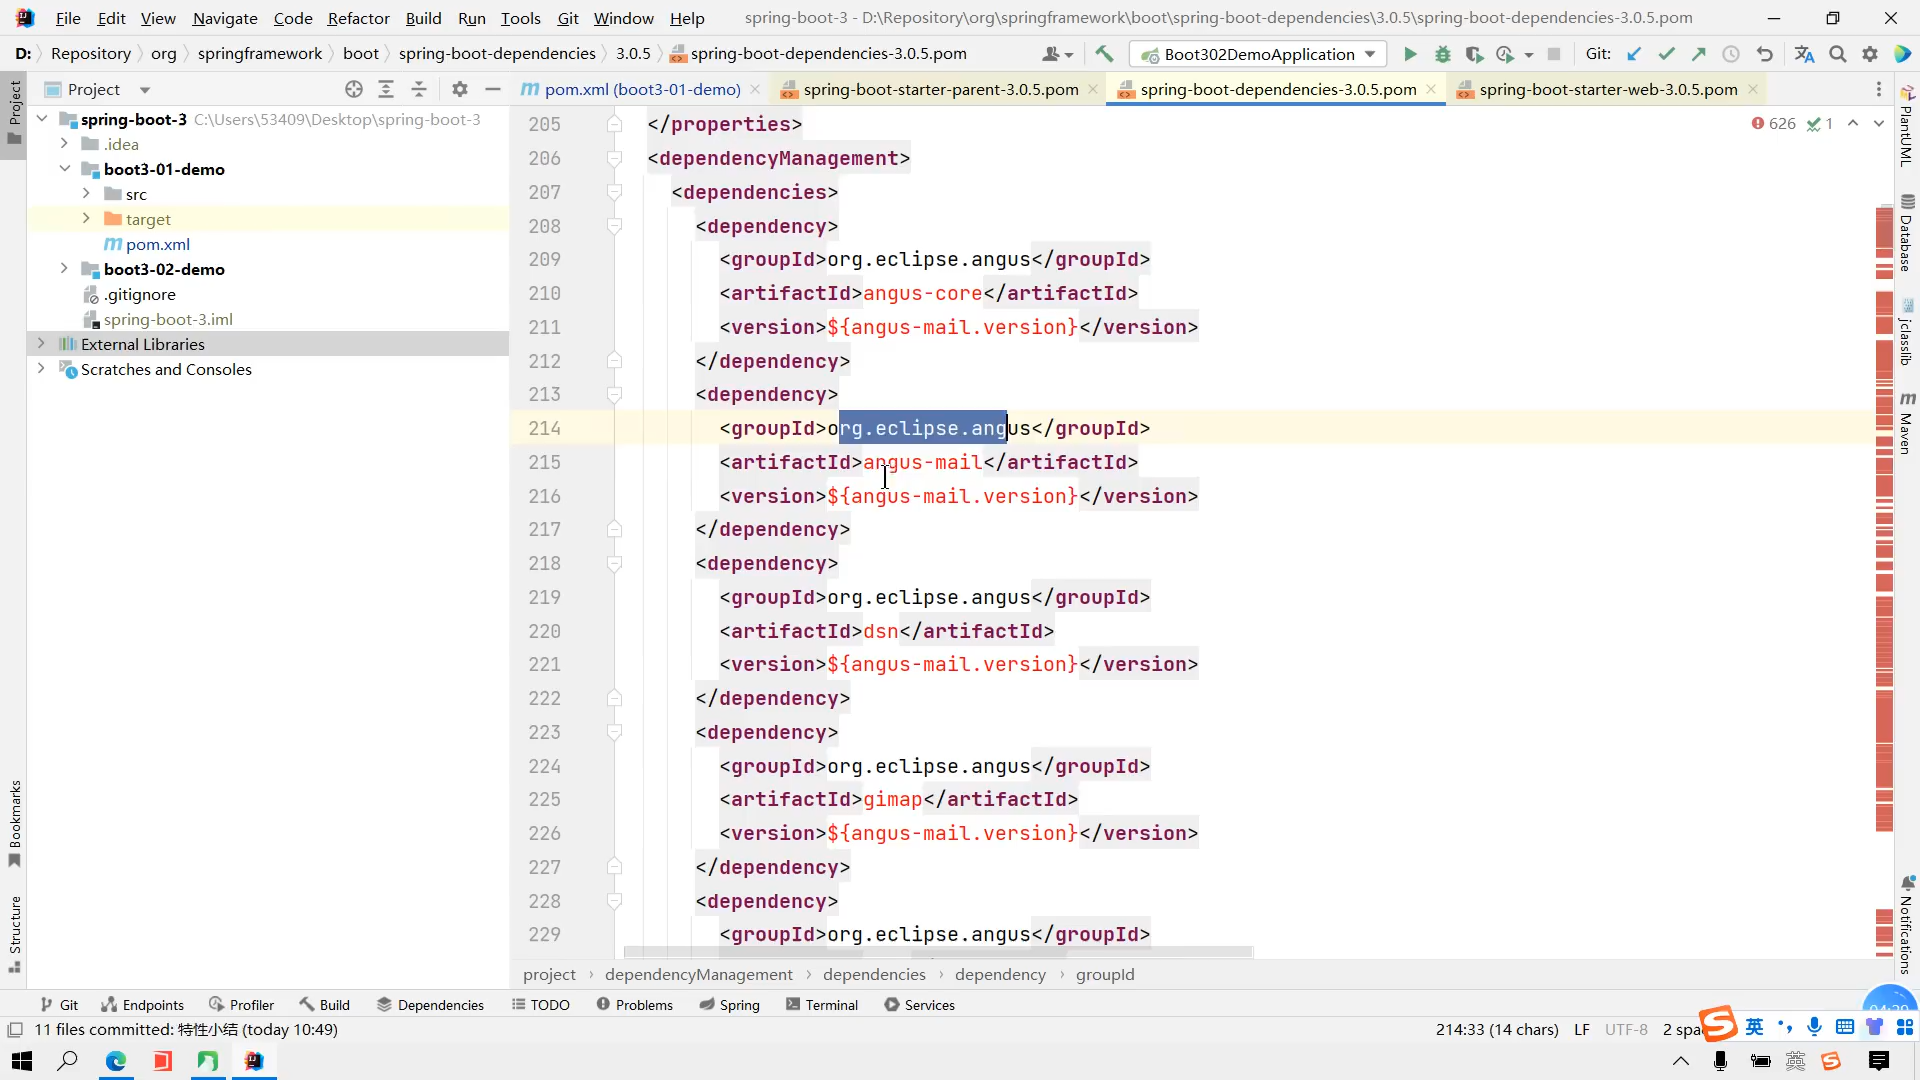 File Edit View Navigate Code Refactor Build Run Tools Git Window Help spring-boot-3 - D:\Repository\org\springframework\boot\spring-boot-dependencies\3.0.5\spring-boot-dependencies-3.0.5.pom
D: Repository org springframework boot spring-boot-dependencies 3.0.5 spring-boot-dependencies-3.0.5.pom Boot302DemoApplication Git:
Project
pom.xml (boot3-01-demo) spring-boot-starter-parent-3.0.5.pom spring-boot-dependencies-3.0.5.pom spring-boot-starter-web-3.0.5.pom
Project
spring-boot-3 C:\Users\53409\Desktop\spring-boot-3
.idea
boot3-01-demo
src
target
pom.xml
boot3-02-demo
.gitignore
spring-boot-3.iml
External Libraries
Scratches and Consoles
Bookmarks
Structure
626 1
205 </properties>
206 <dependencyManagement>
207 <dependencies>
208 <dependency>
209 <groupId>org.eclipse.angus</groupId>
210 <artifactId>angus-core</artifactId>
211 <version>${angus-mail.version}</version>
212 </dependency>
213 <dependency>
214 <groupId>org.eclipse.angus</groupId>
215 <artifactId>angus-mail</artifactId>
216 <version>${angus-mail.version}</version>
217 </dependency>
218 <dependency>
219 <groupId>org.eclipse.angus</groupId>
220 <artifactId>dsn</artifactId>
221 <version>${angus-mail.version}</version>
222 </dependency>
223 <dependency>
224 <groupId>org.eclipse.angus</groupId>
225 <artifactId>gimap</artifactId>
226 <version>${angus-mail.version}</version>
227 </dependency>
228 <dependency>
229 <groupId>org.eclipse.angus</groupId>
PlantUML
Database
jclasslib
Maven
Notifications
project dependencyManagement dependencies dependency groupId
Git Endpoints Profiler Build Dependencies TODO Problems Spring Terminal Services
11 files committed: 特性小结 (today 10:49) 214:33 (14 chars) LF UTF-8 2 spa
英
英